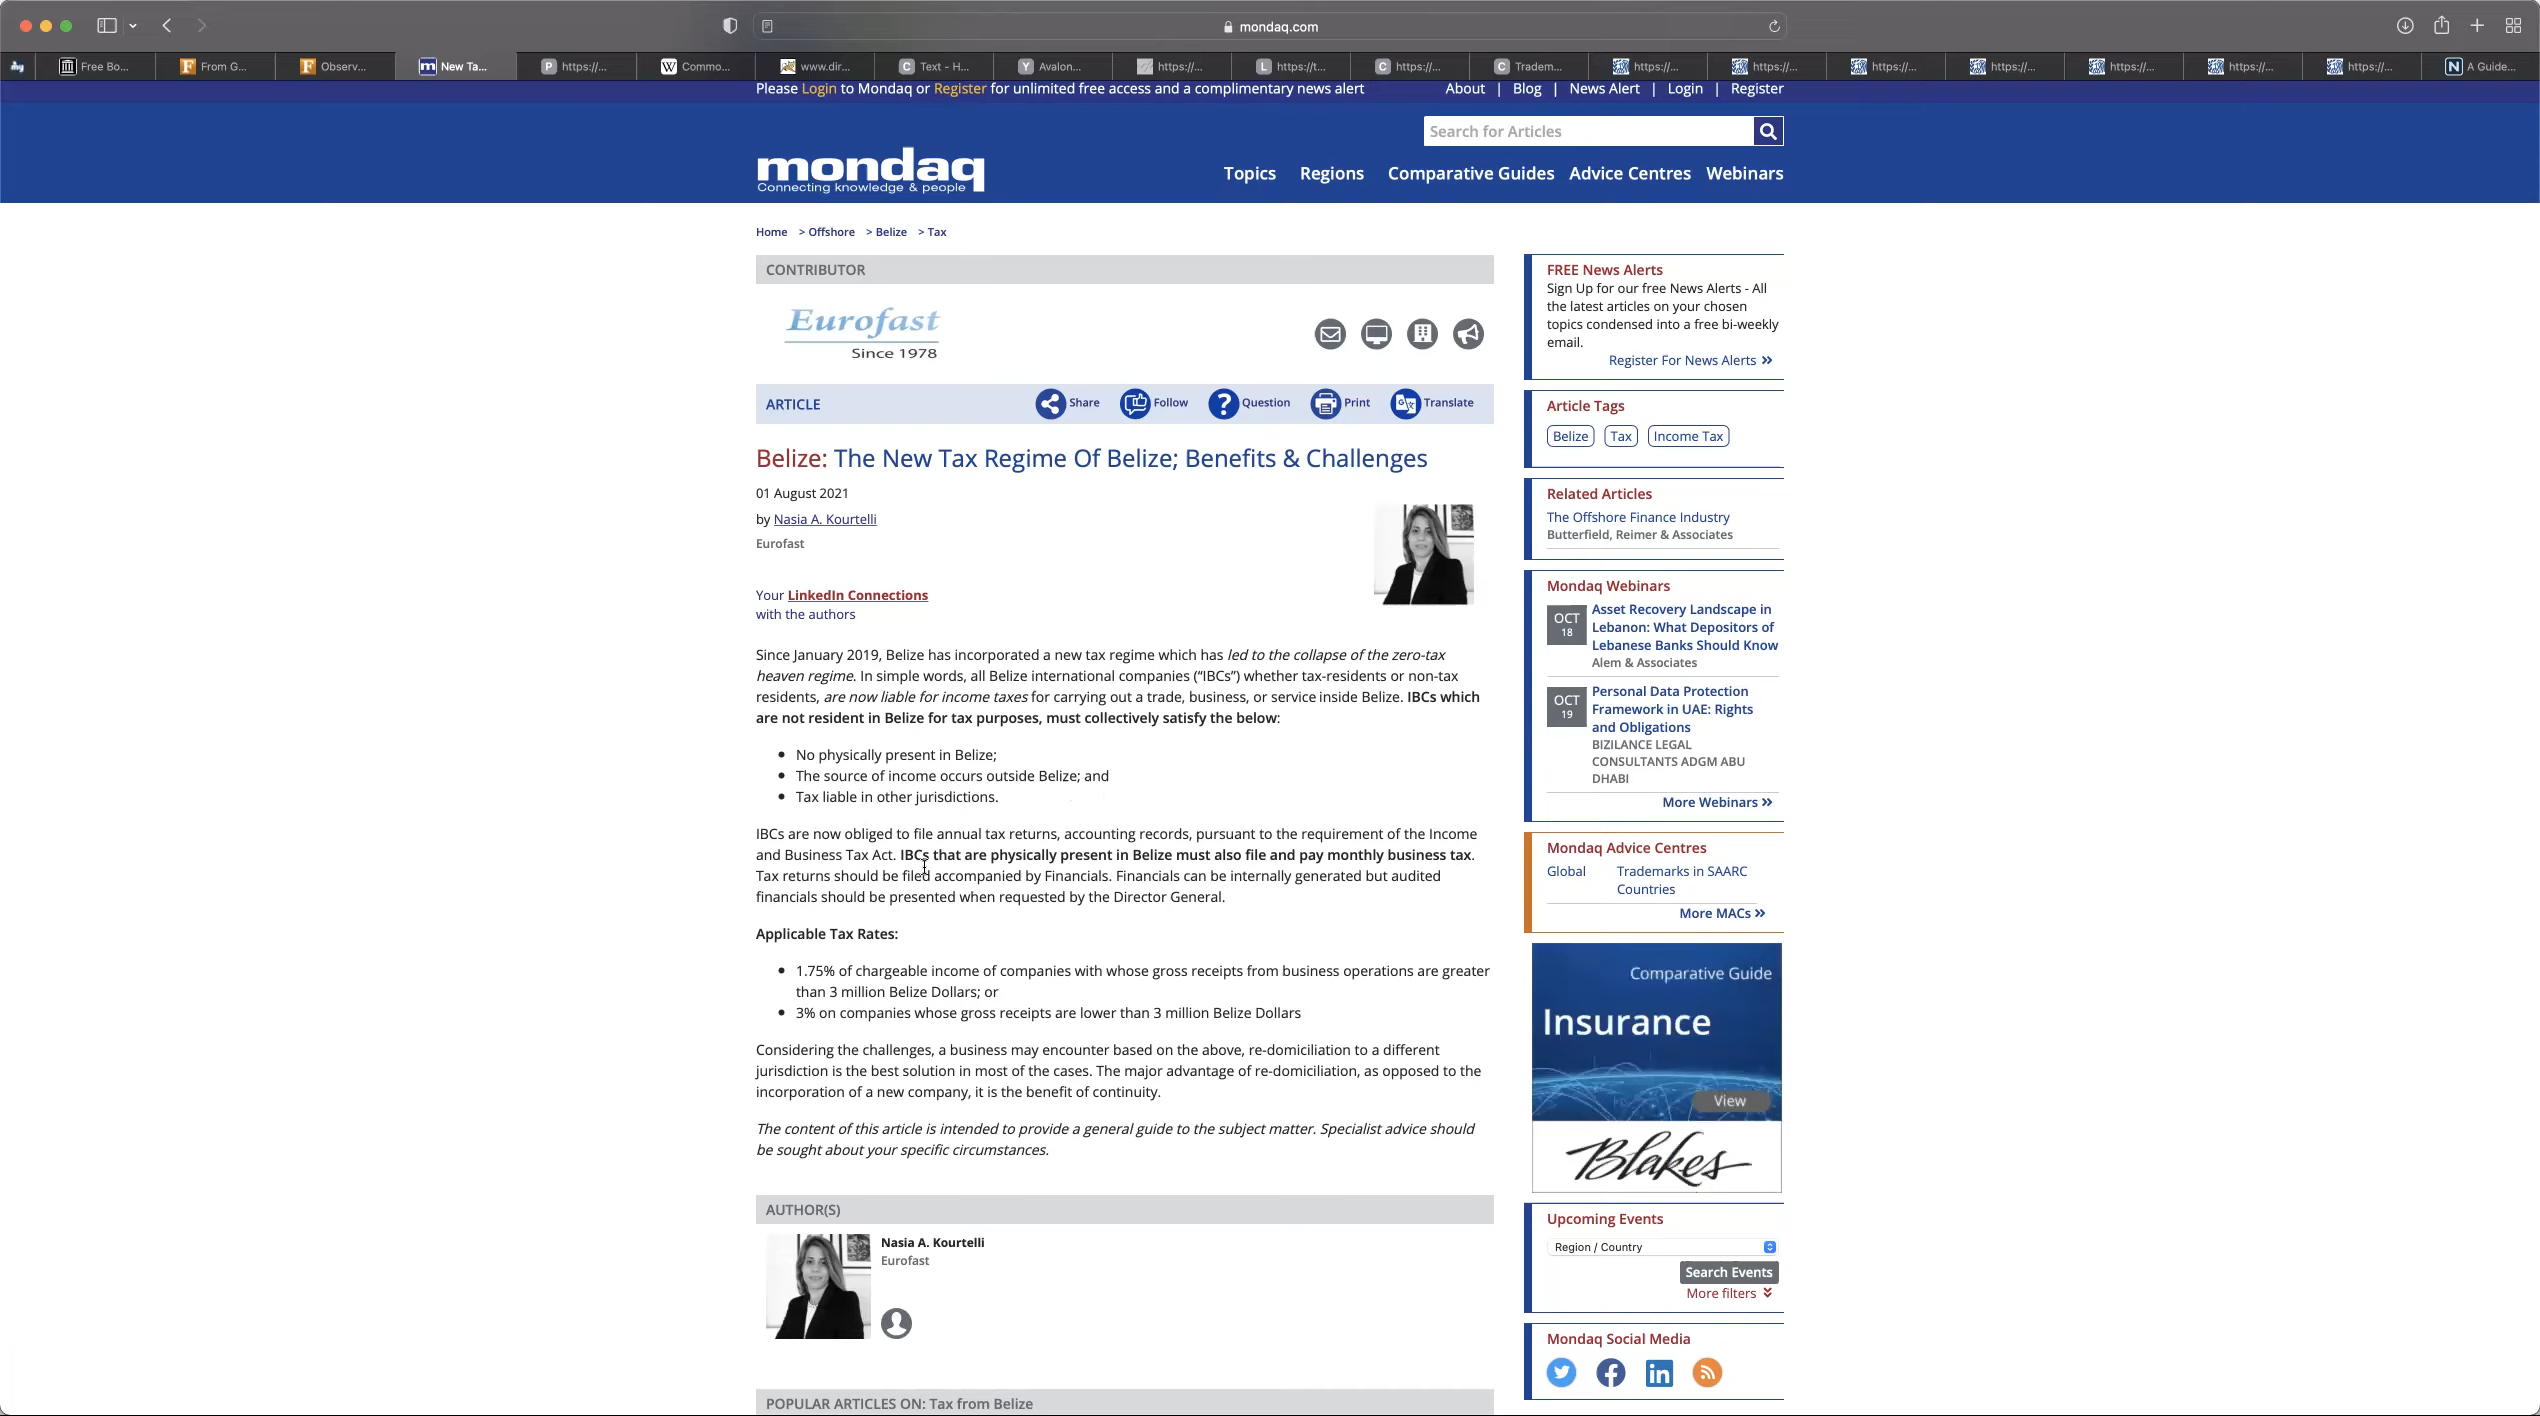 mondaq.com
Free Bo...
From G...
Observ...
New Ta...
https://...
Commo...
www.dir...
Text - H...
Avalon...
https://...
https://t...
https://...
Tradem...
https://...
https://...
https://...
https://...
https://...
https://...
https://...
A Guide...
Please Login to Mondaq or Register for unlimited free access and a complimentary news alert
About | Blog | News Alert | Login | Register
Search for Articles
mondaq
Connecting knowledge & people
Topics Regions Comparative Guides Advice Centres Webinars
Home > Offshore > Belize > Tax
CONTRIBUTOR
Eurofast
Since 1978
ARTICLE
Share Follow Question Print Translate
Belize: The New Tax Regime Of Belize; Benefits & Challenges
01 August 2021
by Nasia A. Kourtelli
Eurofast
Your LinkedIn Connections
with the authors
Since January 2019, Belize has incorporated a new tax regime which has led to the collapse of the zero-tax
heaven regime. In simple words, all Belize international companies (“IBCs”) whether tax-residents or non-tax
residents, are now liable for income taxes for carrying out a trade, business, or service inside Belize. IBCs which
are not resident in Belize for tax purposes, must collectively satisfy the below:
• No physically present in Belize;
• The source of income occurs outside Belize; and
• Tax liable in other jurisdictions.
IBCs are now obliged to file annual tax returns, accounting records, pursuant to the requirement of the Income
and Business Tax Act. IBCs that are physically present in Belize must also file and pay monthly business tax.
Tax returns should be filed accompanied by Financials. Financials can be internally generated but audited
financials should be presented when requested by the Director General.
Applicable Tax Rates:
• 1.75% of chargeable income of companies with whose gross receipts from business operations are greater
than 3 million Belize Dollars; or
• 3% on companies whose gross receipts are lower than 3 million Belize Dollars
Considering the challenges, a business may encounter based on the above, re-domiciliation to a different
jurisdiction is the best solution in most of the cases. The major advantage of re-domiciliation, as opposed to the
incorporation of a new company, it is the benefit of continuity.
The content of this article is intended to provide a general guide to the subject matter. Specialist advice should
be sought about your specific circumstances.
AUTHOR(S)
Nasia A. Kourtelli
Eurofast
POPULAR ARTICLES ON: Tax from Belize
FREE News Alerts
Sign Up for our free News Alerts - All
the latest articles on your chosen
topics condensed into a free bi-weekly
email.
Register For News Alerts »
Article Tags
Belize Tax Income Tax
Related Articles
The Offshore Finance Industry
Butterfield, Reimer & Associates
Mondaq Webinars
OCT
18
Asset Recovery Landscape in
Lebanon: What Depositors of
Lebanese Banks Should Know
Alem & Associates
OCT
19
Personal Data Protection
Framework in UAE: Rights
and Obligations
BIZILANCE LEGAL
CONSULTANTS ADGM ABU
DHABI
More Webinars »
Mondaq Advice Centres
Global Trademarks in SAARC
Countries
More MACs »
Comparative Guide
Insurance
View
Blakes
Upcoming Events
Region / Country
Search Events
More filters
Mondaq Social Media